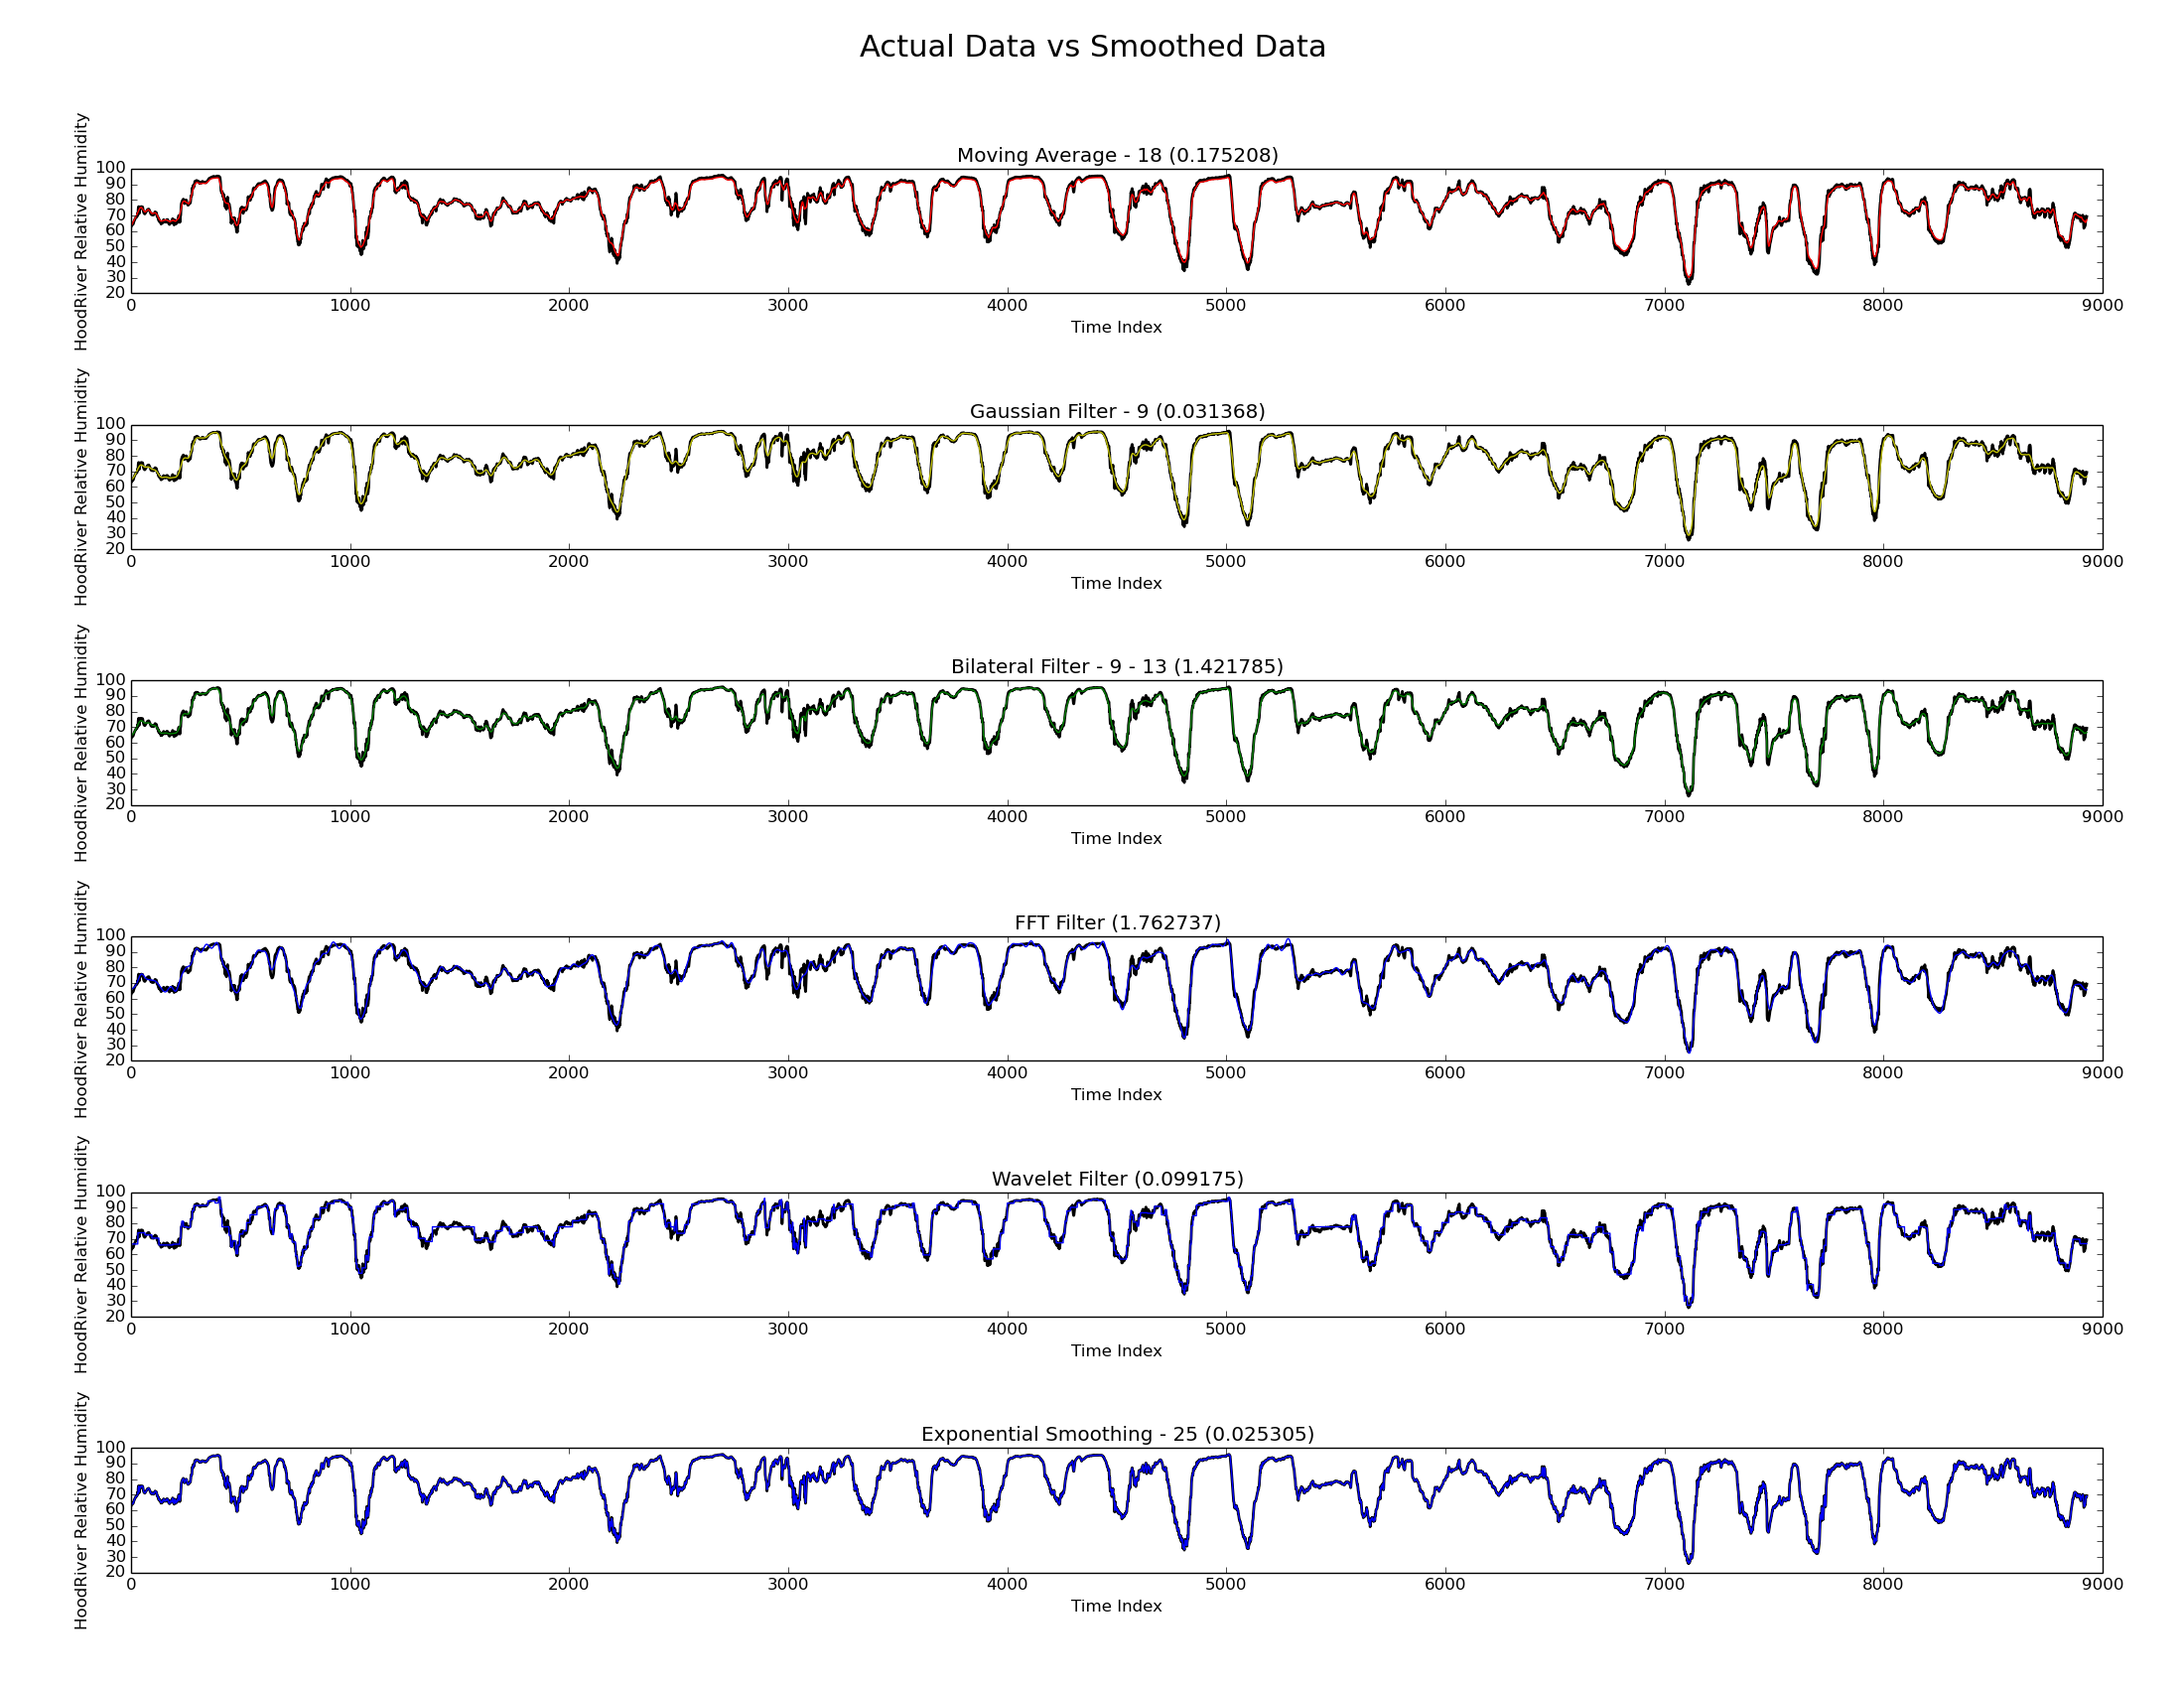 Actual Data vs Smoothed Data
Moving Average - 18 (0.175208)
HoodRiver Relative Humidity
100
90
80
70
60
50
40
30
20
0 1000 2000 3000 4000 5000 6000 7000 8000 9000
Time Index
Gaussian Filter - 9 (0.031368)
HoodRiver Relative Humidity
100
90
80
70
60
50
40
30
20
0 1000 2000 3000 4000 5000 6000 7000 8000 9000
Time Index
Bilateral Filter - 9 - 13 (1.421785)
HoodRiver Relative Humidity
100
90
80
70
60
50
40
30
20
0 1000 2000 3000 4000 5000 6000 7000 8000 9000
Time Index
FFT Filter (1.762737)
HoodRiver Relative Humidity
100
90
80
70
60
50
40
30
20
0 1000 2000 3000 4000 5000 6000 7000 8000 9000
Time Index
Wavelet Filter (0.099175)
HoodRiver Relative Humidity
100
90
80
70
60
50
40
30
20
0 1000 2000 3000 4000 5000 6000 7000 8000 9000
Time Index
Exponential Smoothing - 25 (0.025305)
HoodRiver Relative Humidity
100
90
80
70
60
50
40
30
20
0 1000 2000 3000 4000 5000 6000 7000 8000 9000
Time Index